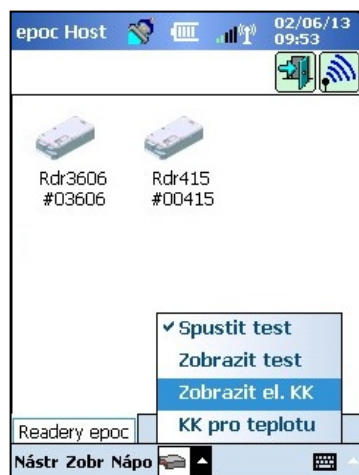 epoc Host
02/06/13
09:53
Rdr3606
#03606
Rdr415
#00415
Spustit test
Zobrazit test
Zobrazit el. KK
KK pro teplotu
Readery epoc
Nástr Zobr Nápo